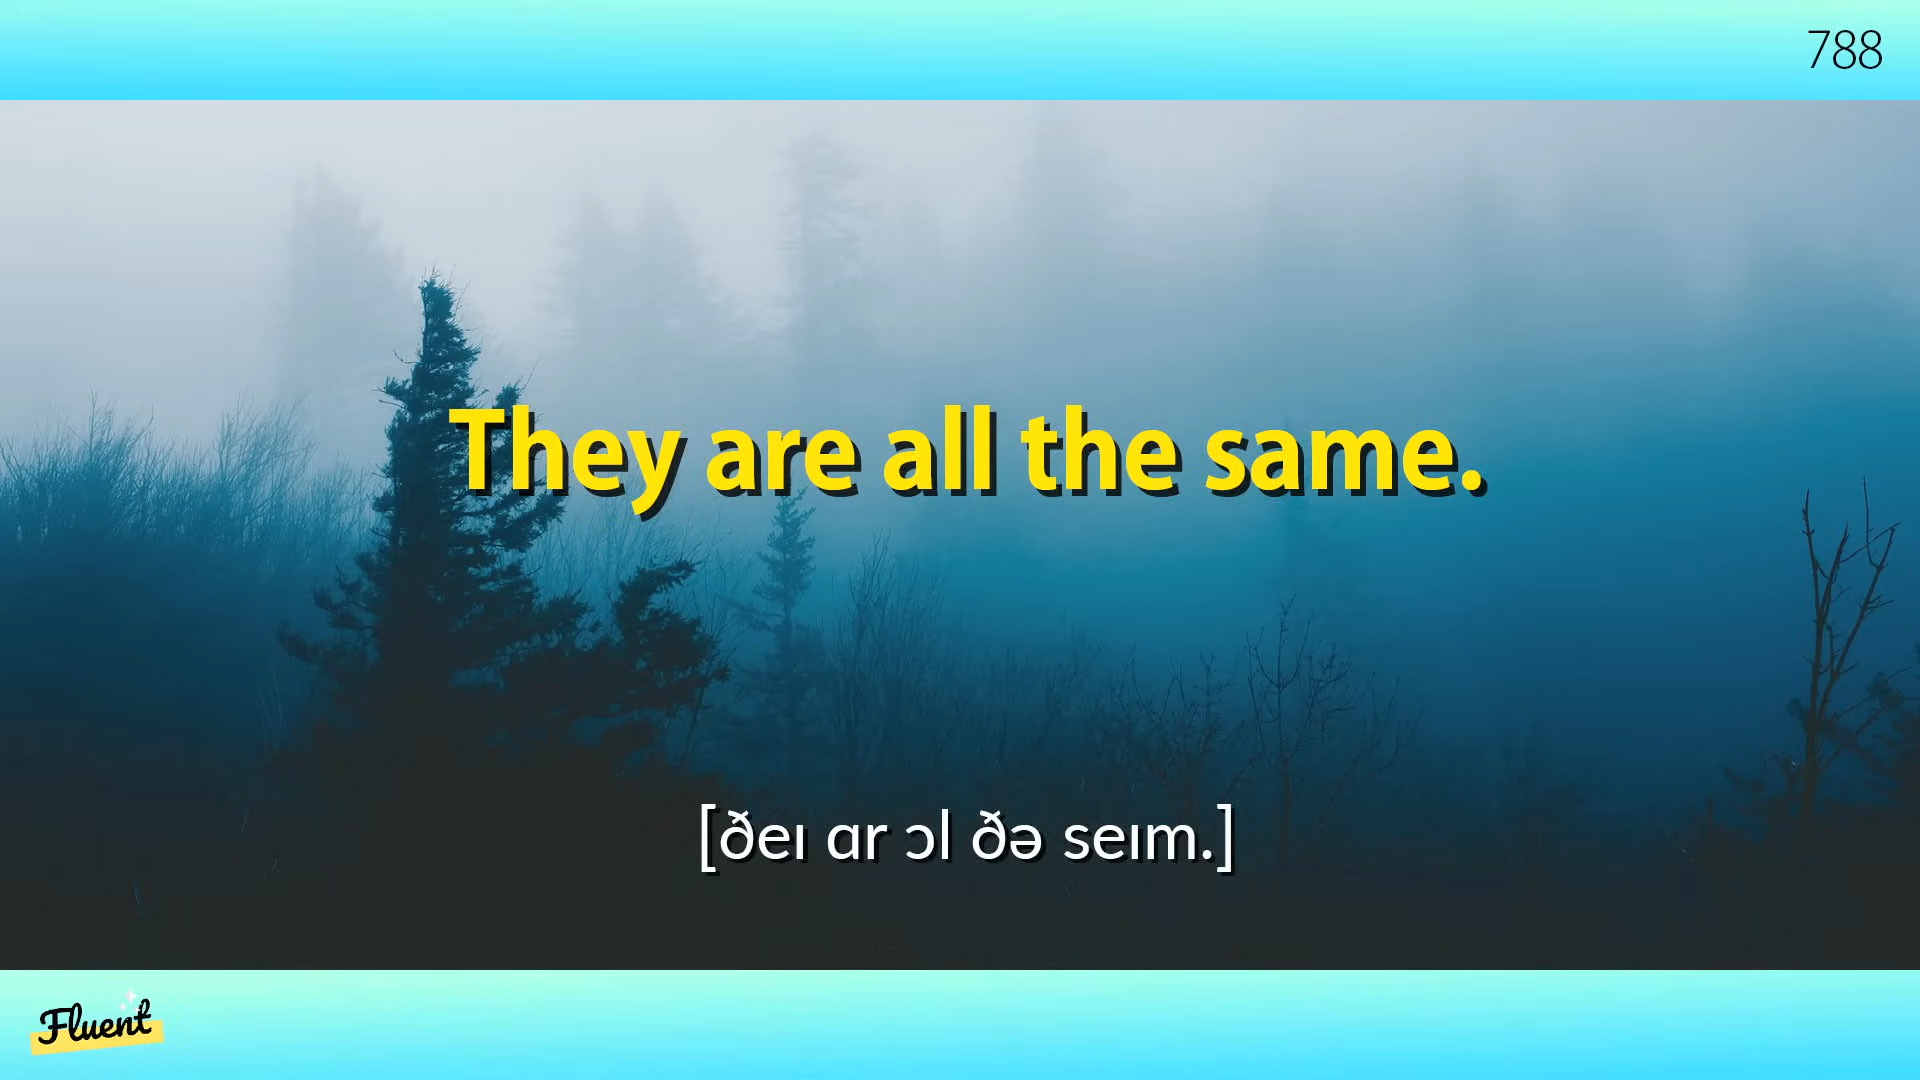 788
They are all the same.
[ðeɪ ɑr ɔl ðə seɪm.]
Fluent